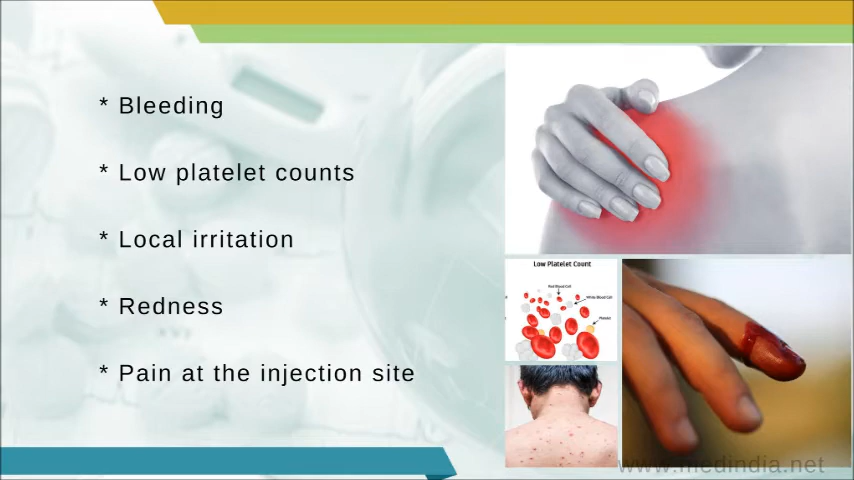 * Bleeding
* Low platelet counts
* Local irritation
* Redness
* Pain at the injection site
Low Platelet Count
Red Blood Cell
White Blood Cell
Platelet
www.medindia.net